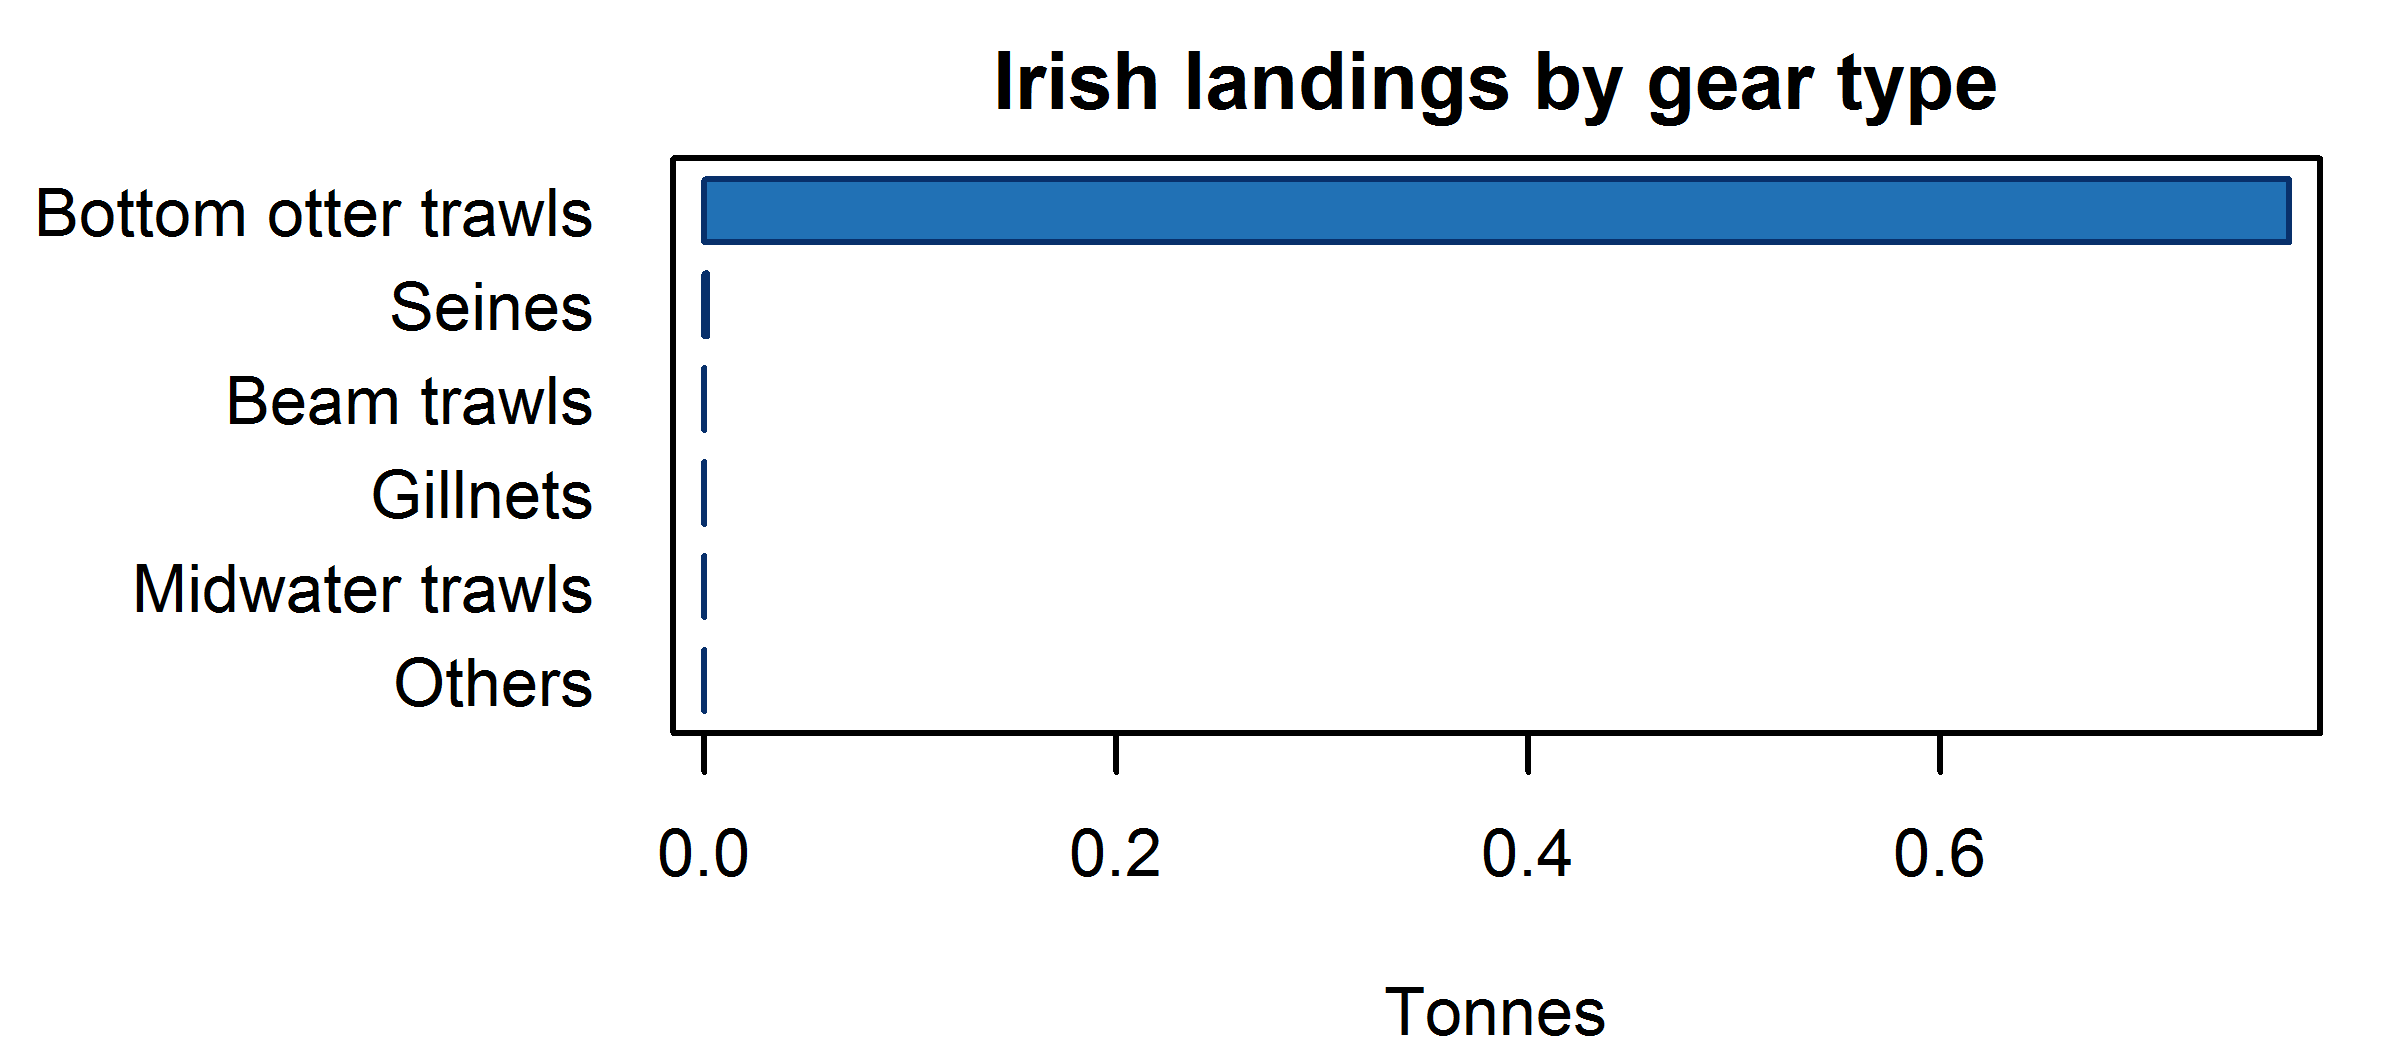 Irish landings by gear type
Bottom otter trawls
Seines
Beam trawls
Gillnets
Midwater trawls
Others
0.0 0.2 0.4 0.6
Tonnes